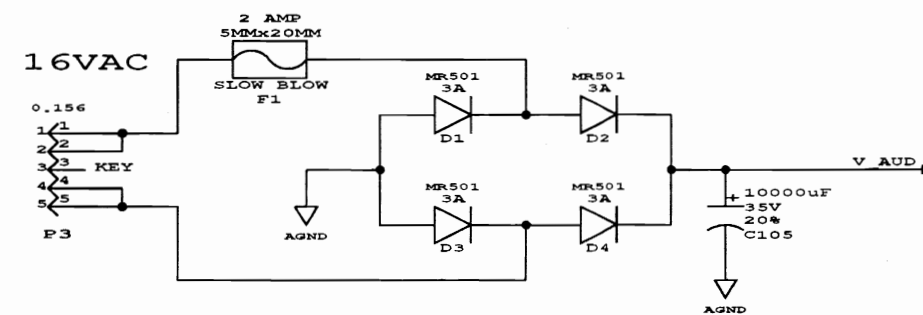 2 AMP
5MMx20MM
16VAC
SLOW BLOW
F1
MR501
3A
D1
MR501
3A
D2
0.156
1 1
2 2
3 3 KEY
4 4
5 5
P3
AGND
MR501
3A
D3
MR501
3A
D4
V_AUD
+ 10000uF
35V
20%
C105
AGND